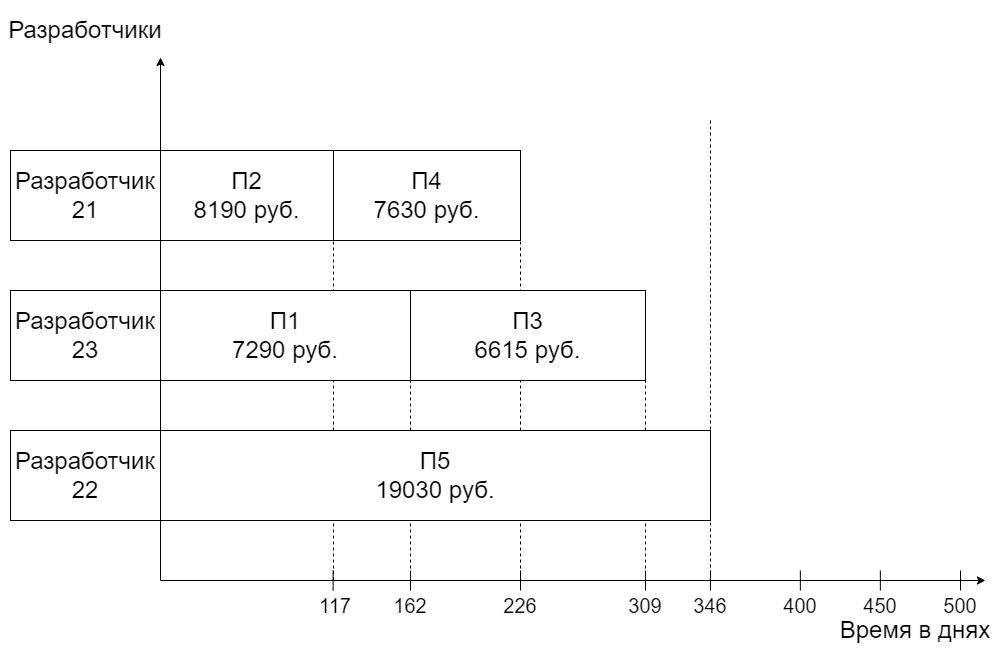 Разработчики
Разработчик
21
П2
8190 руб.
П4
7630 руб.
Разработчик
23
П1
7290 руб.
П3
6615 руб.
Разработчик
22
П5
19030 руб.
117 162 226 309 346 400 450 500
Время в днях